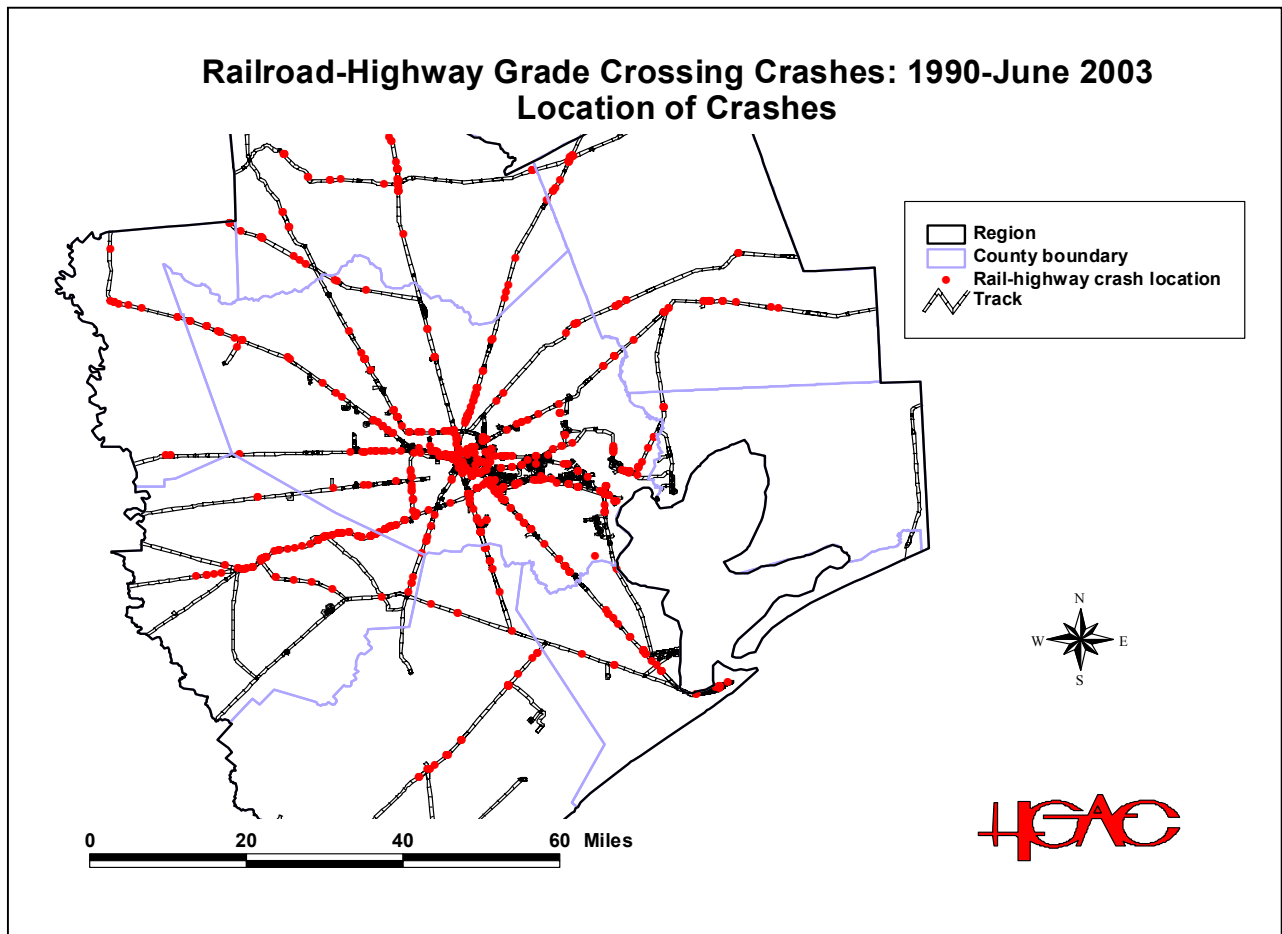 Railroad-Highway Grade Crossing Crashes: 1990-June 2003
Location of Crashes
Region
County boundary
Rail-highway crash location
Track
N
W E
S
0 20 40 60 Miles
HGAC